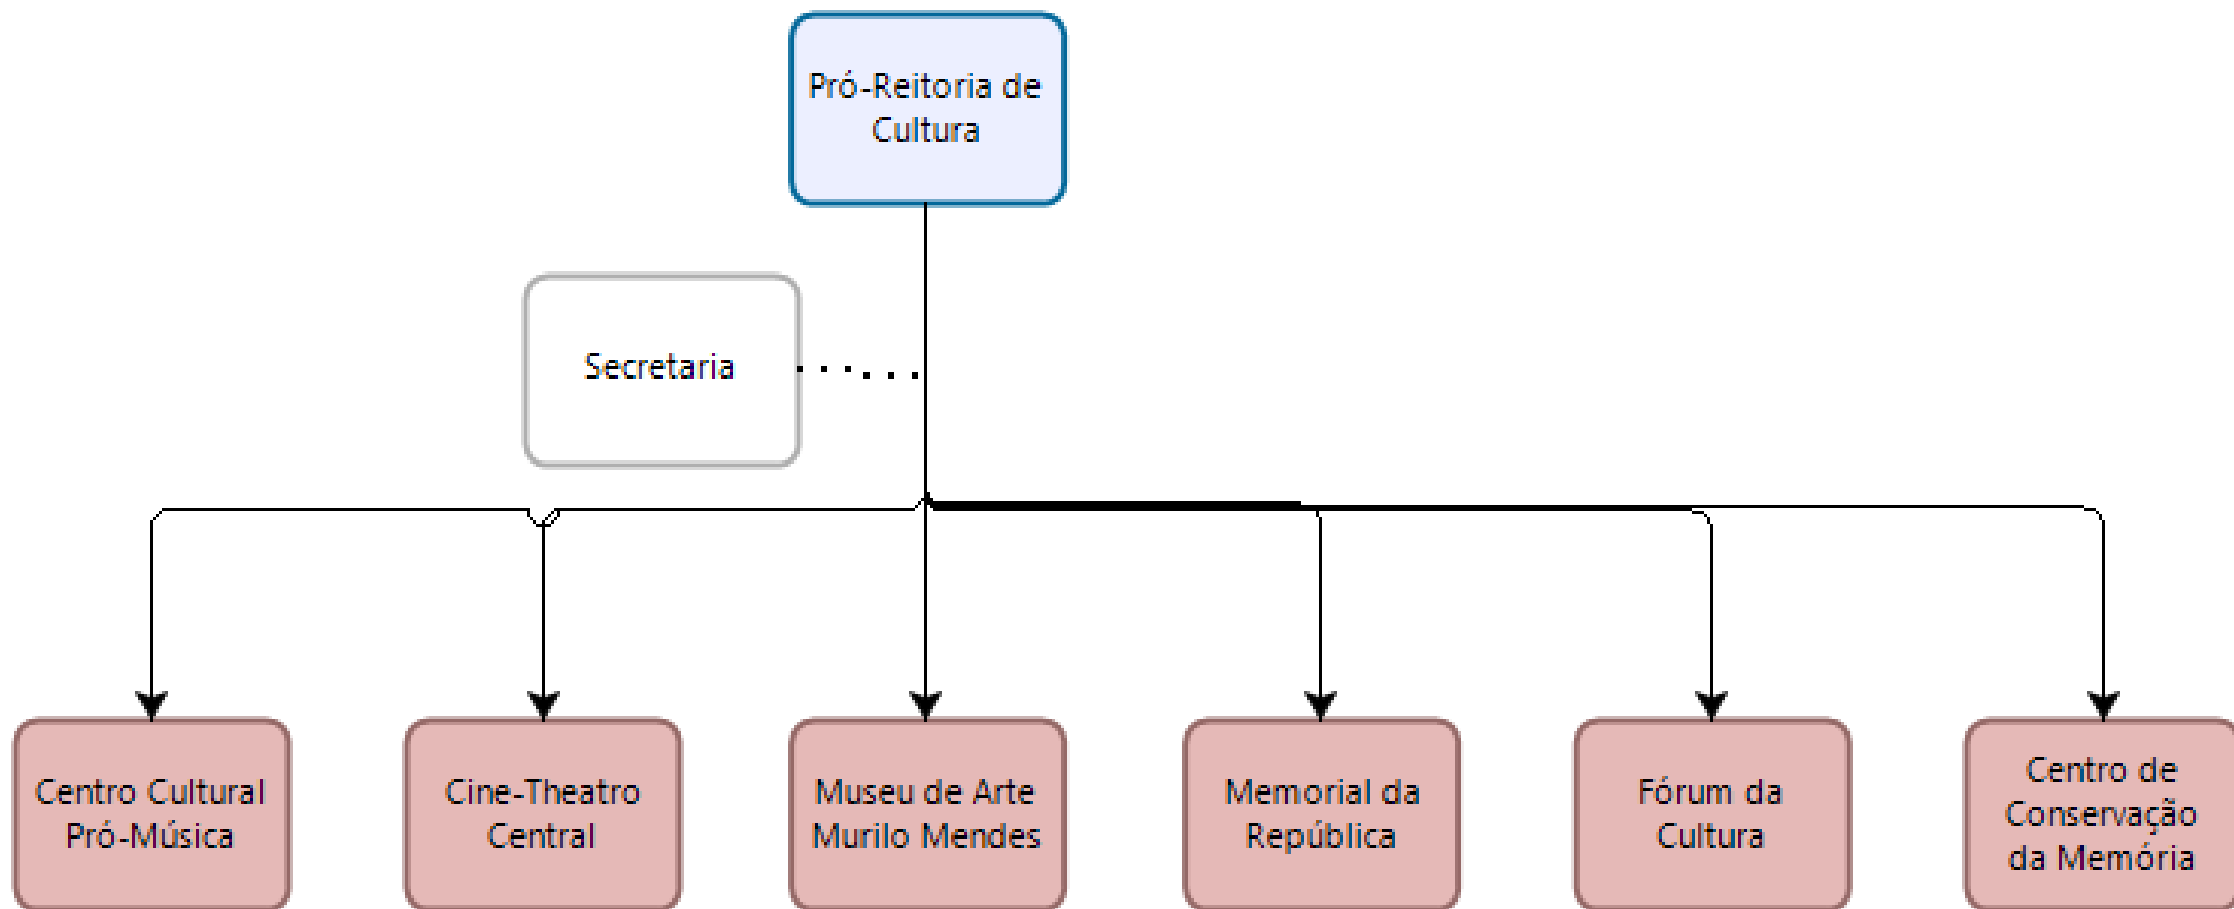 Pró-Reitoria de
Cultura
Secretaria
Centro Cultural
Pró-Música
Cine-Theatro
Central
Museu de Arte
Murilo Mendes
Memorial da
República
Fórum da
Cultura
Centro de
Conservação
da Memória